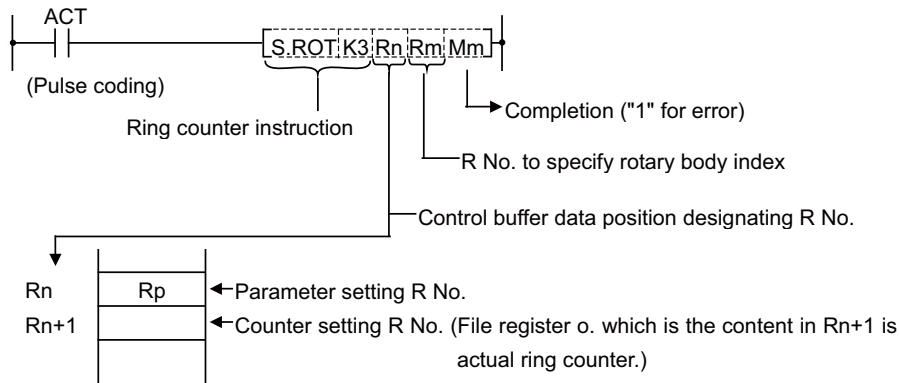 ACT
S.ROT K3 Rn Rm Mm
(Pulse coding)
Completion ("1" for error)
Ring counter instruction
R No. to specify rotary body index
Control buffer data position designating R No.
Rn Rp Parameter setting R No.
Rn+1 Counter setting R No. (File register o. which is the content in Rn+1 is
actual ring counter.)